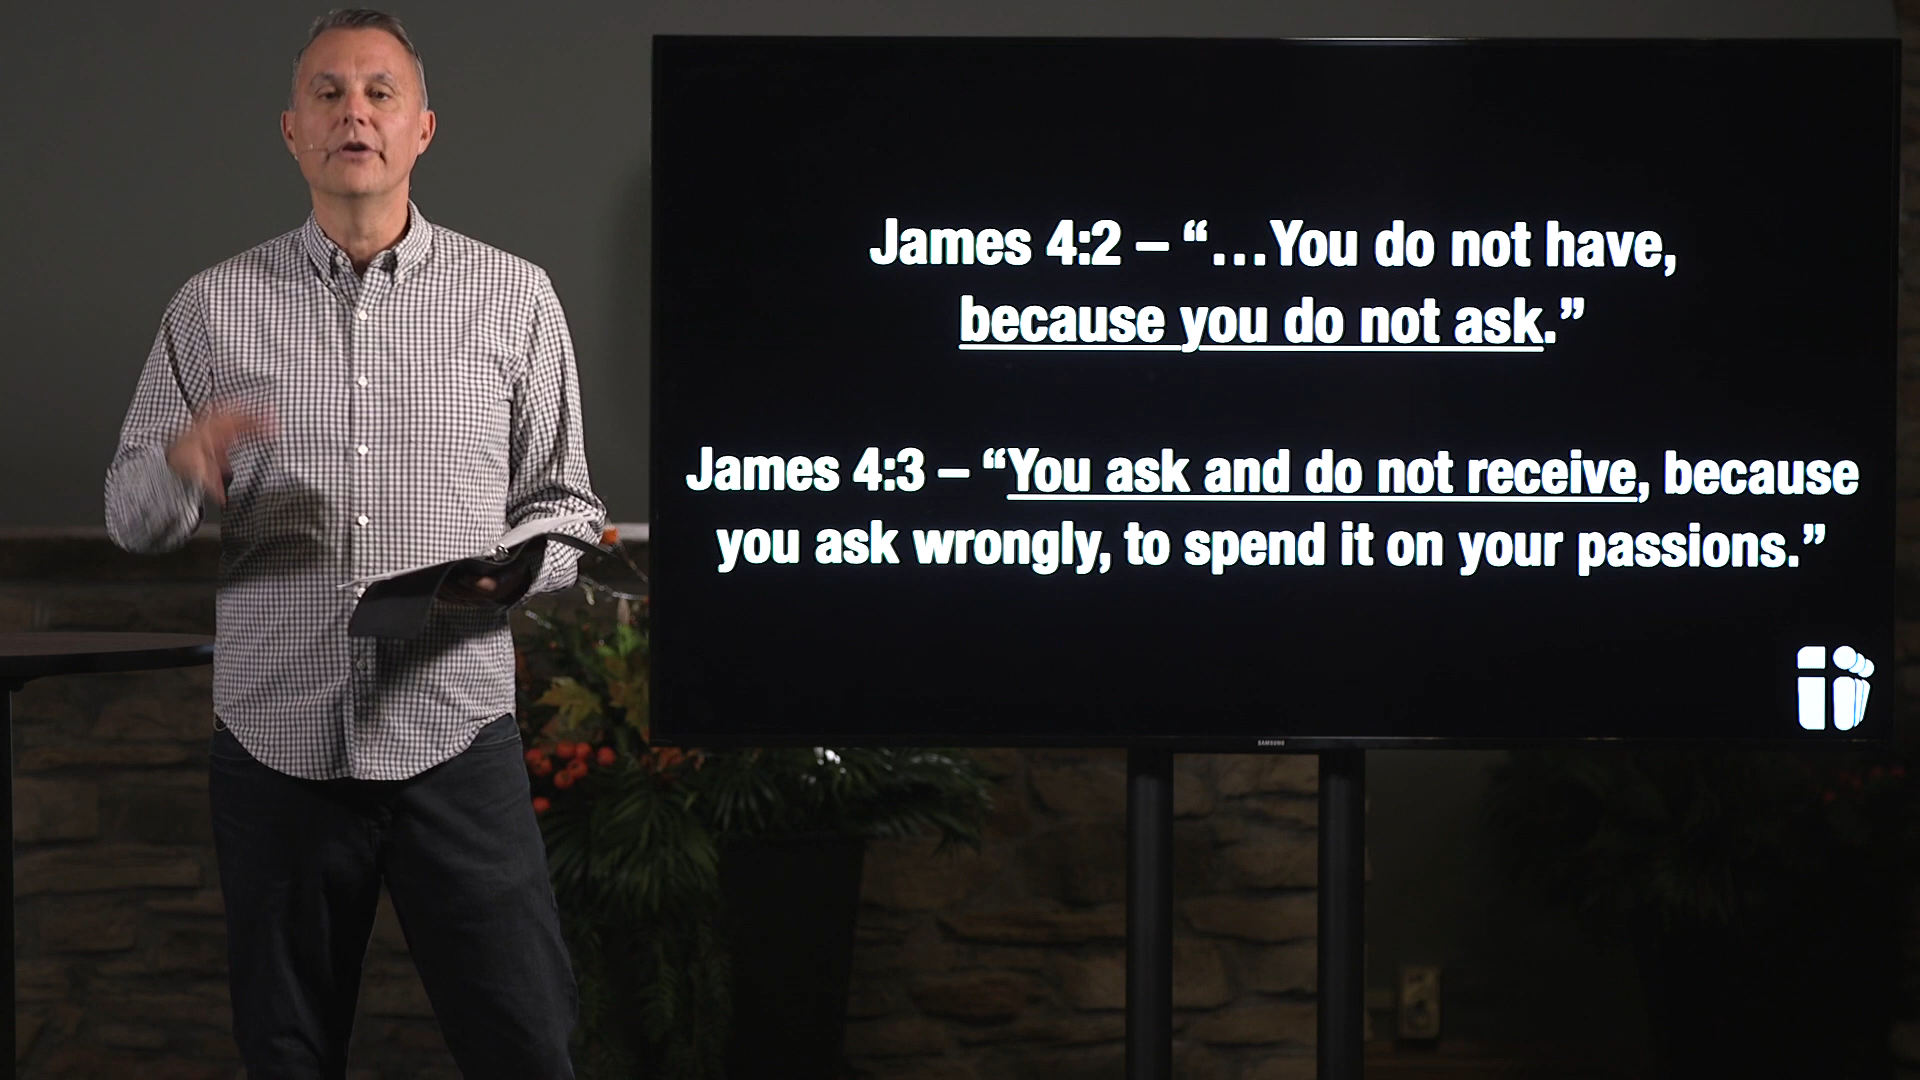 James 4:2 – “…You do not have,
because you do not ask.”
James 4:3 – “You ask and do not receive, because
you ask wrongly, to spend it on your passions.”
SAMSUNG